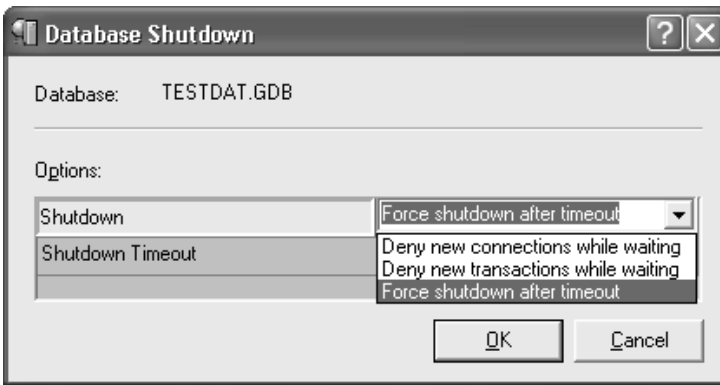 Database Shutdown
Database: TESTDAT.GDB
Options:
Shutdown Force shutdown after timeout
Shutdown Timeout Deny new connections while waiting
Deny new transactions while waiting
Force shutdown after timeout
OK Cancel